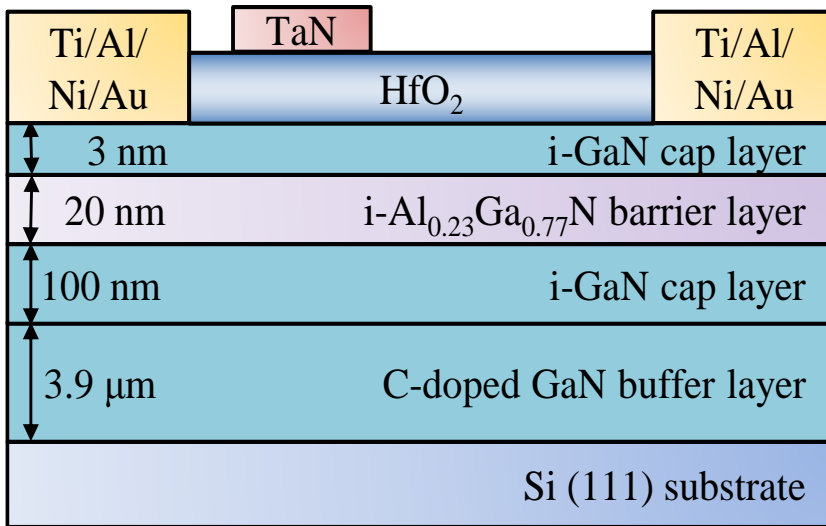 Ti/Al/
Ni/Au
TaN
HfO₂
Ti/Al/
Ni/Au
3 nm
i-GaN cap layer
20 nm
i-Al₀.₂₃Ga₀.₇₇N barrier layer
100 nm
i-GaN cap layer
3.9 μm
C-doped GaN buffer layer
Si (111) substrate